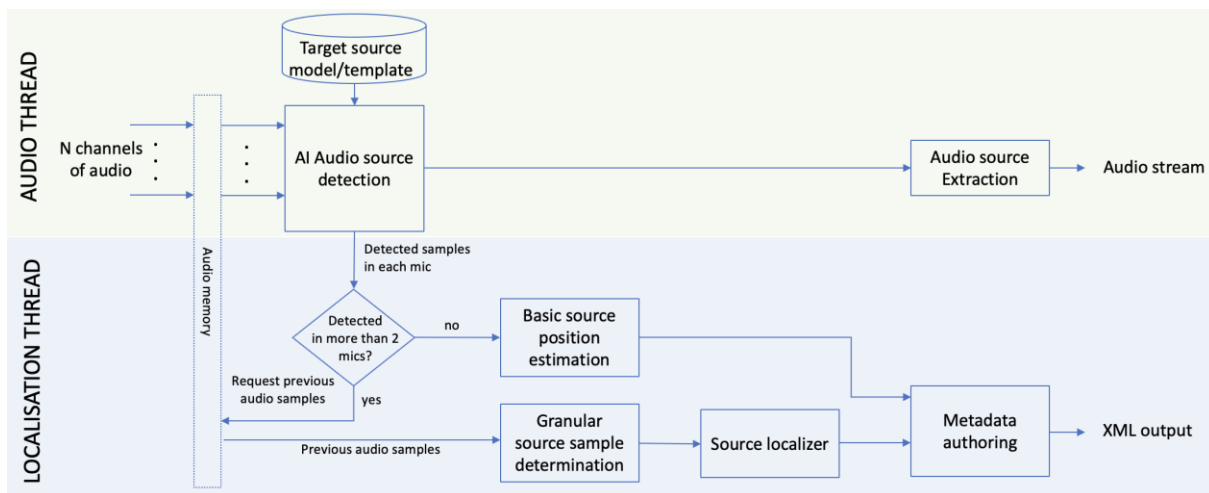 AUDIO THREAD
Target source
model/template
N channels
of audio
AI Audio source
detection
Audio source
Extraction
Audio stream
LOCALISATION THREAD
Audio memory
Detected samples
in each mic
Detected
in more than 2
mics?
no
Basic source
position
estimation
Request previous
audio samples
yes
Previous audio samples
Granular
source sample
determination
Source localizer
Metadata
authoring
XML output